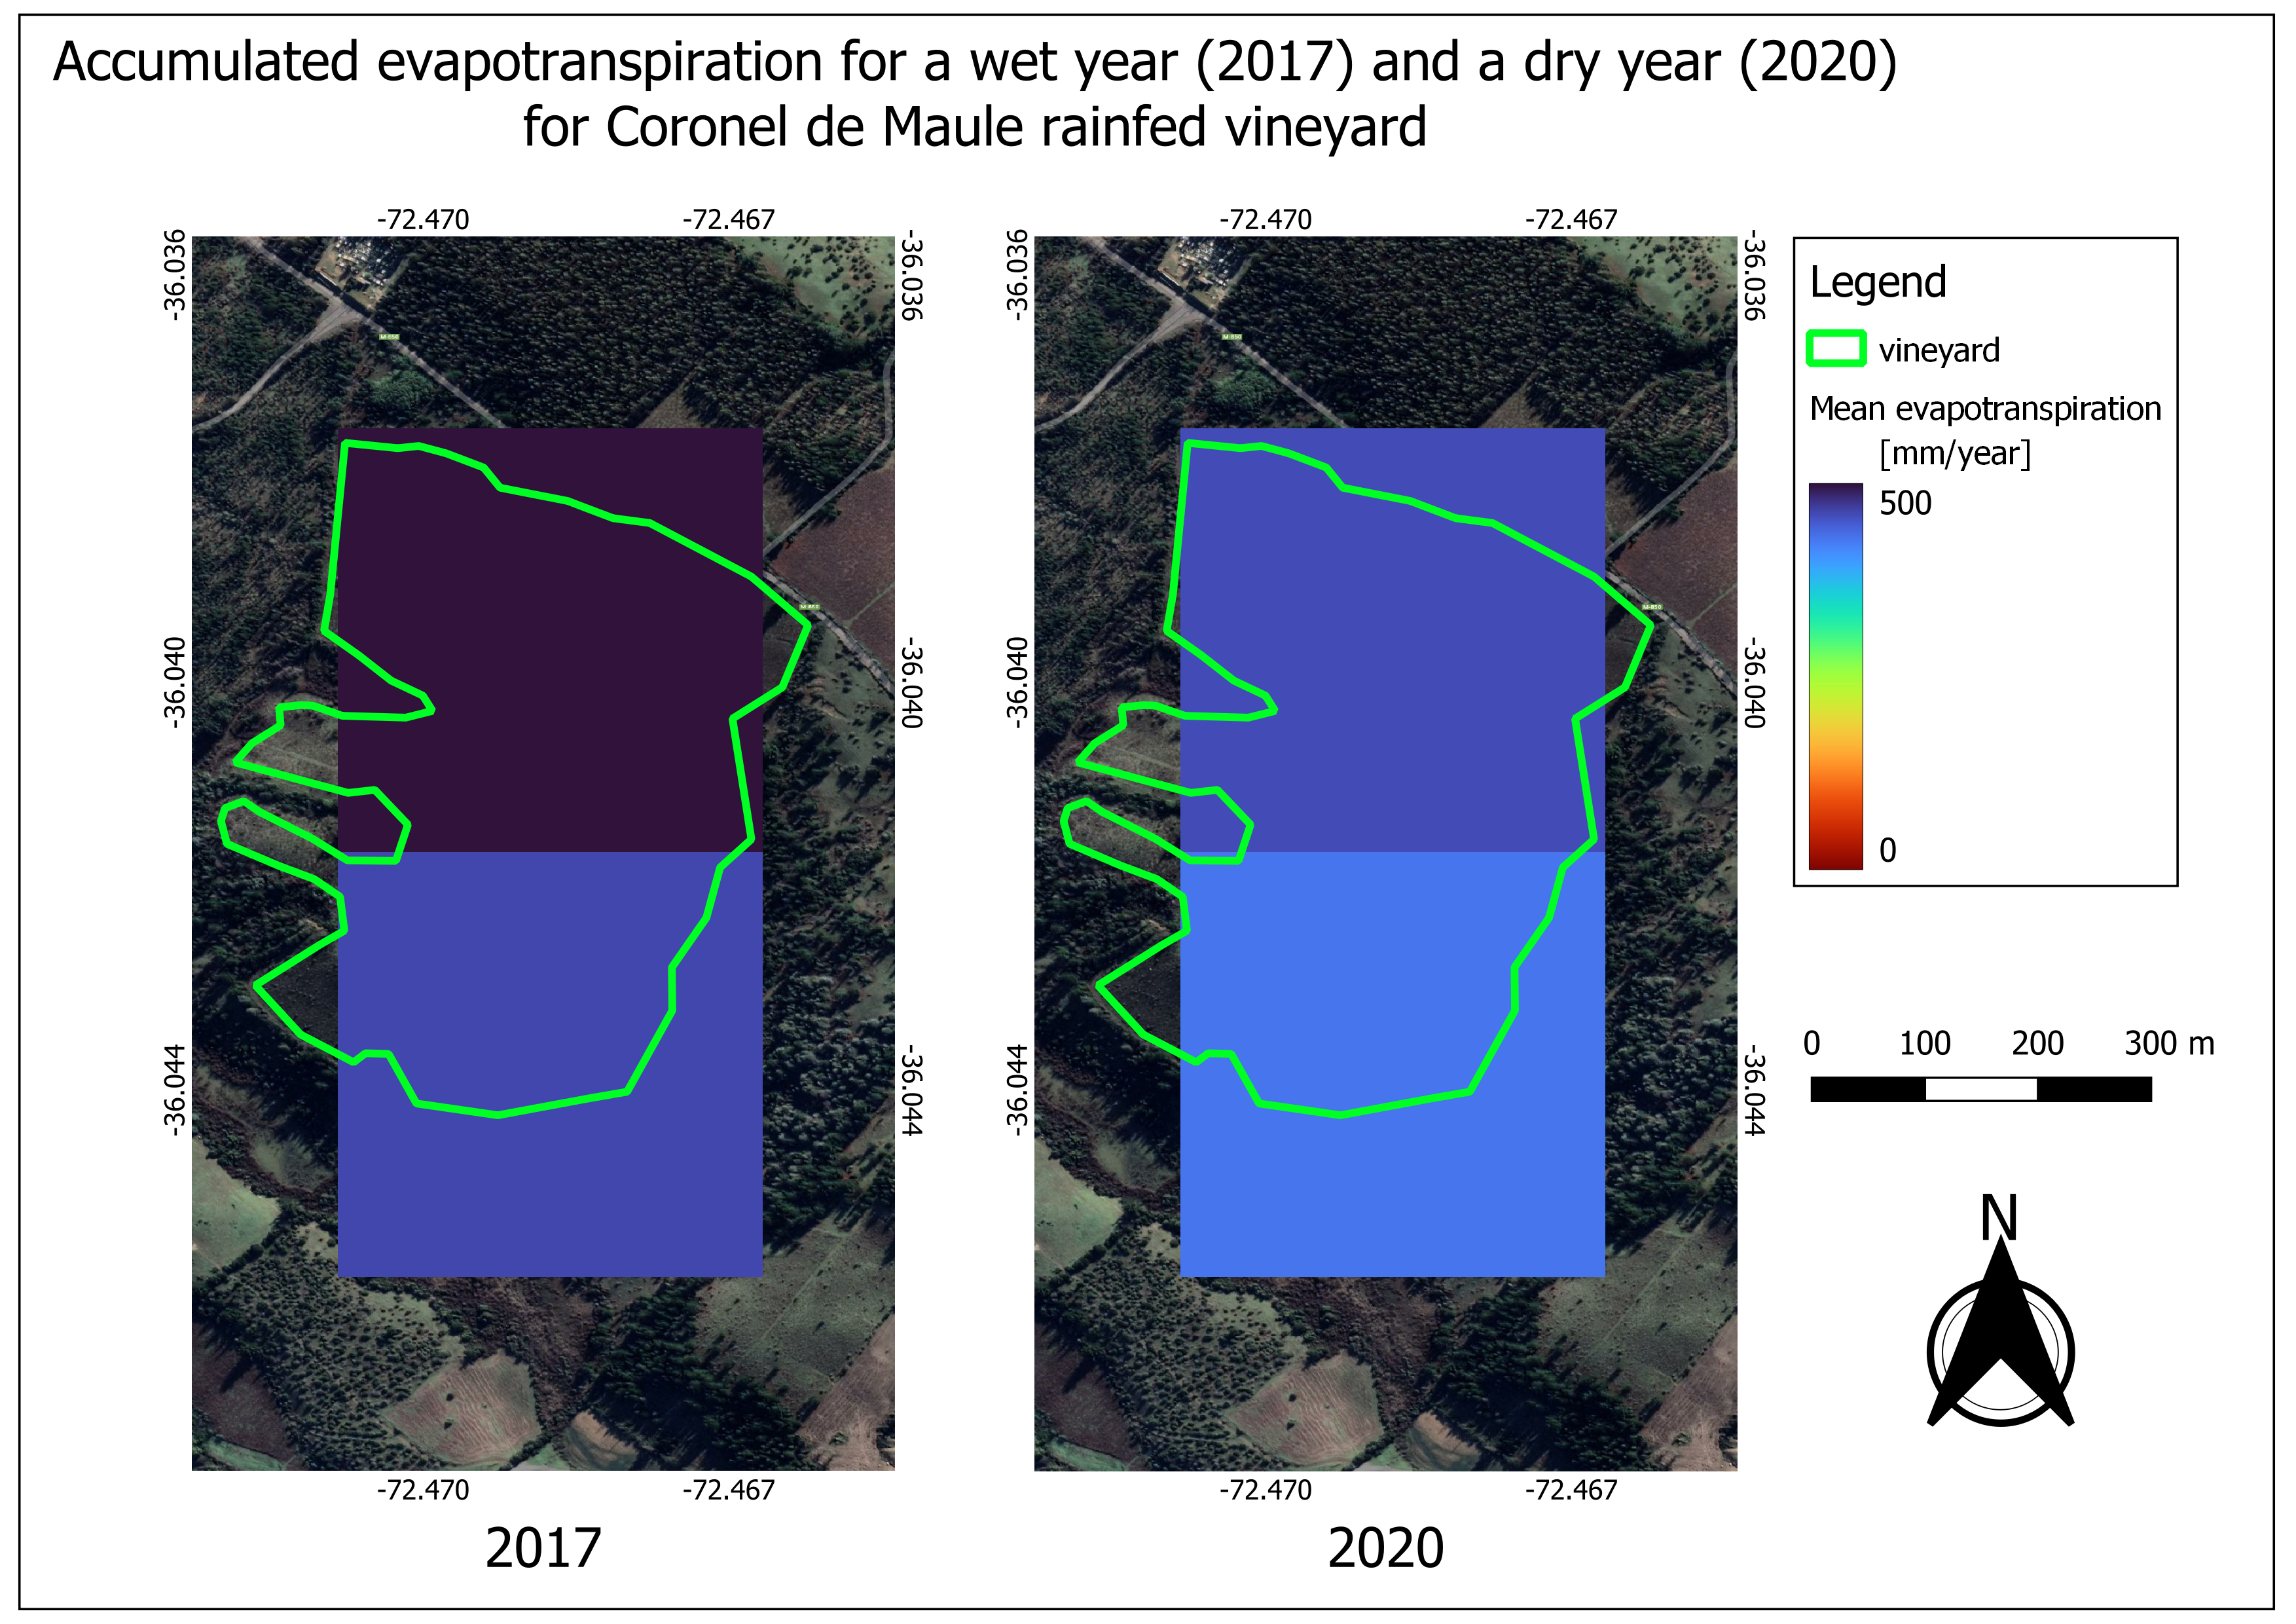 Accumulated evapotranspiration for a wet year (2017) and a dry year (2020)
for Coronel de Maule rainfed vineyard
-72.470 -72.467
-36.036
-36.036
-36.040
-36.040
-36.044
-36.044
-72.470 -72.467
2017
-72.470 -72.467
-36.036
-36.036
-36.040
-36.040
-36.044
-36.044
-72.470 -72.467
2020
Legend
vineyard
Mean evapotranspiration
[mm/year]
500
0
0 100 200 300 m
N